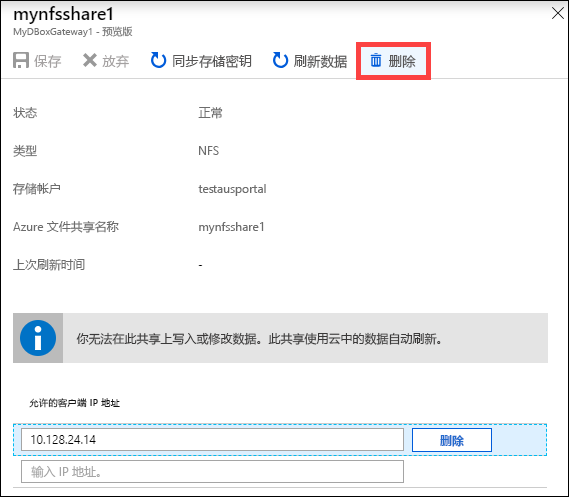 mynfsshare1
MyDBoxGateway1 - 预览版
保存 放弃 同步存储密钥 刷新数据 删除
状态 正常
类型 NFS
存储帐户 testausportal
Azure 文件共享名称 mynfsshare1
上次刷新时间 -
你无法在此共享上写入或修改数据。此共享使用云中的数据自动刷新。
允许的客户端 IP 地址
10.128.24.14 删除
输入 IP 地址。